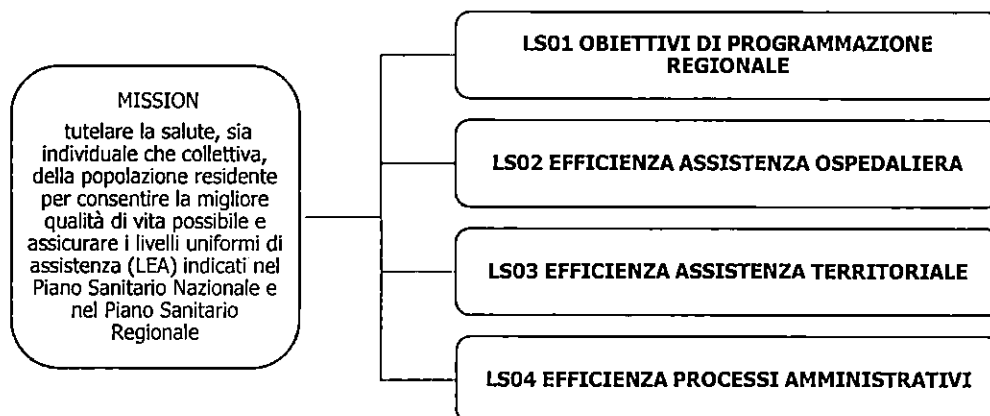 MISSION
tutelare la salute, sia
individuale che collettiva,
della popolazione residente
per consentire la migliore
qualità di vita possibile e
assicurare i livelli uniformi di
assistenza (LEA) indicati nel
Piano Sanitario Nazionale e
nel Piano Sanitario
Regionale
LS01 OBIETTIVI DI PROGRAMMAZIONE
REGIONALE
LS02 EFFICIENZA ASSISTENZA OSPEDALIERA
LS03 EFFICIENZA ASSISTENZA TERRITORIALE
LS04 EFFICIENZA PROCESSI AMMINISTRATIVI